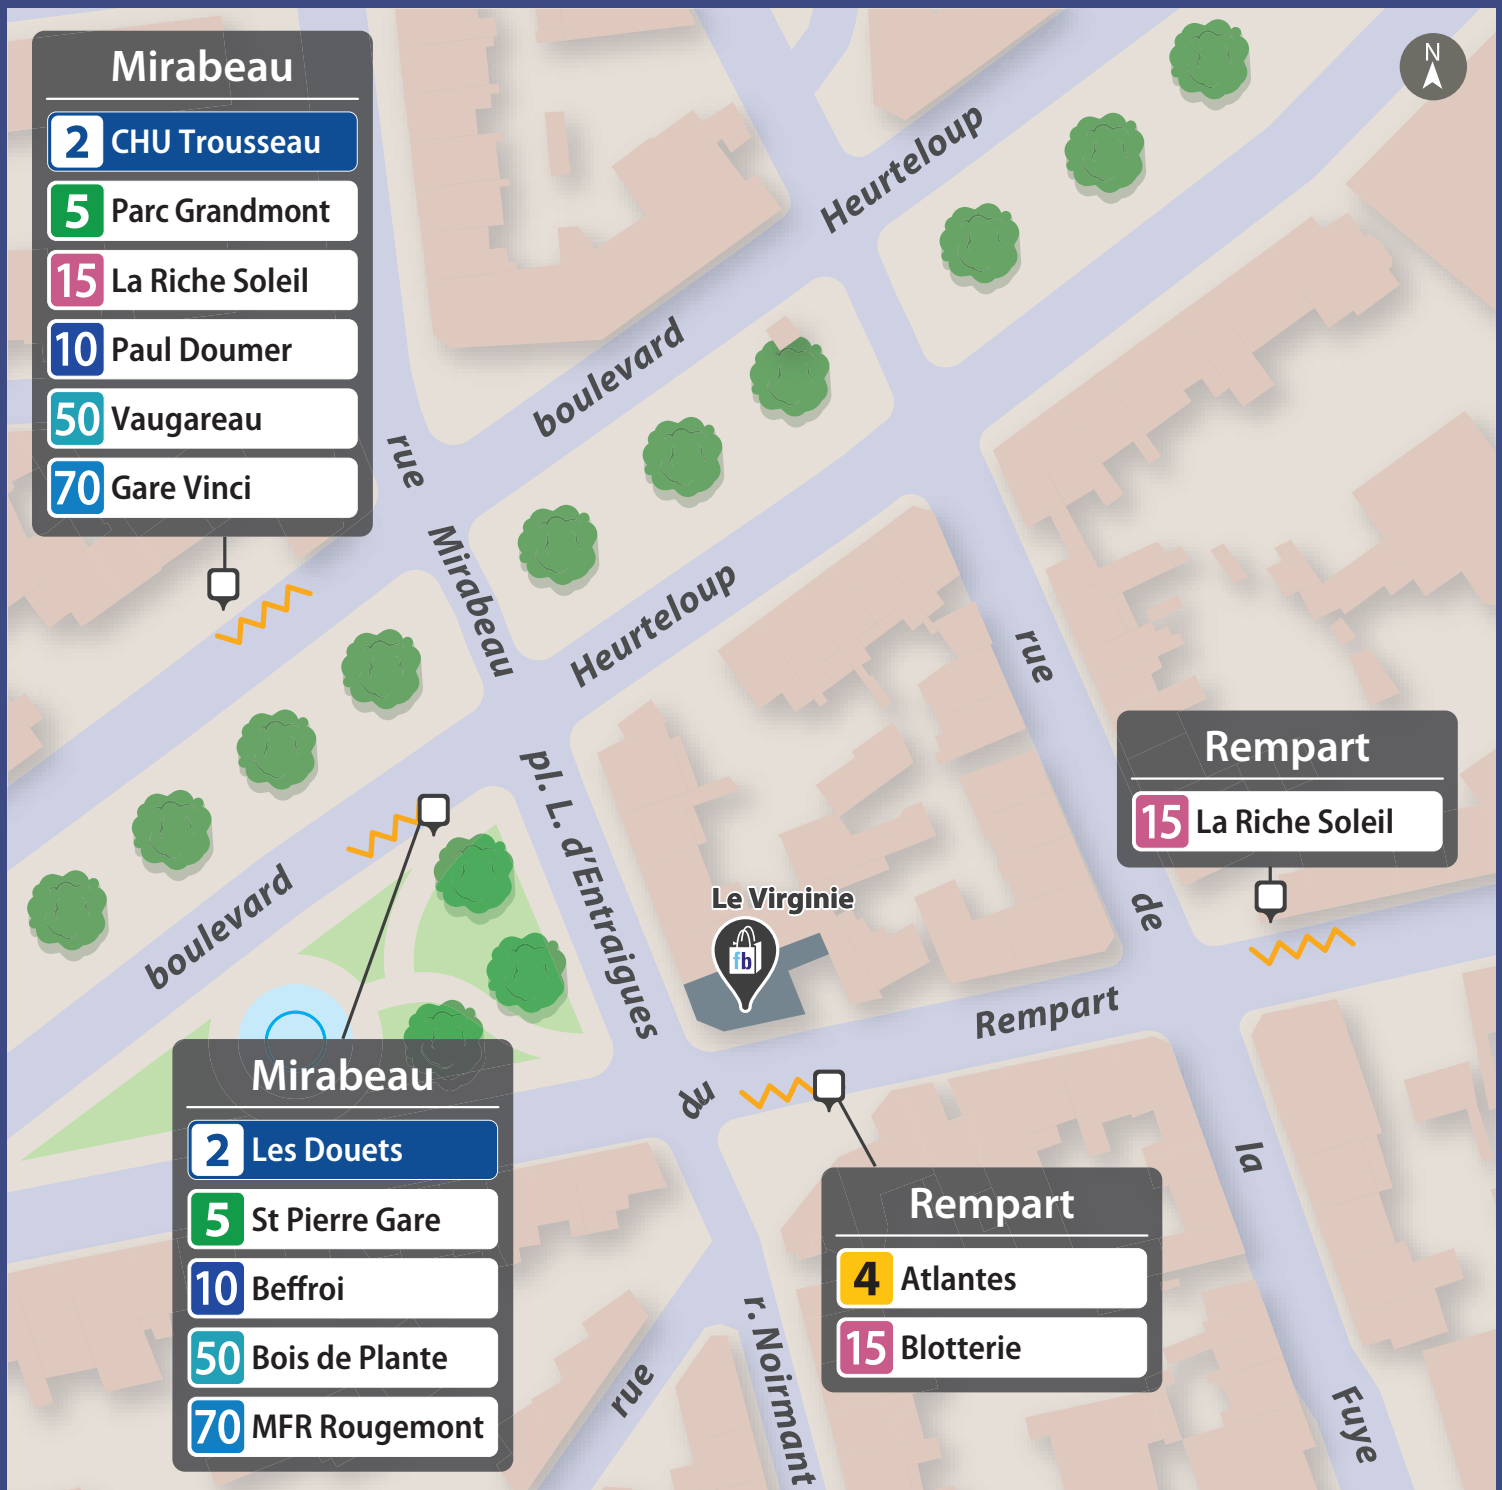 Mirabeau
2 CHU Trousseau
5 Parc Grandmont
15 La Riche Soleil
10 Paul Doumer
50 Vaugareau
70 Gare Vinci
N
Heurteloup
boulevard
rue
Mirabeau
Heurteloup
rue
pl. L. d'Entraigues
Rempart
15 La Riche Soleil
boulevard
Le Virginie
fb
de
Rempart
du
Mirabeau
2 Les Douets
5 St Pierre Gare
10 Beffroi
50 Bois de Plante
70 MFR Rougemont
la
Rempart
4 Atlantes
15 Blotterie
rue
r. Noirmant
Fuye